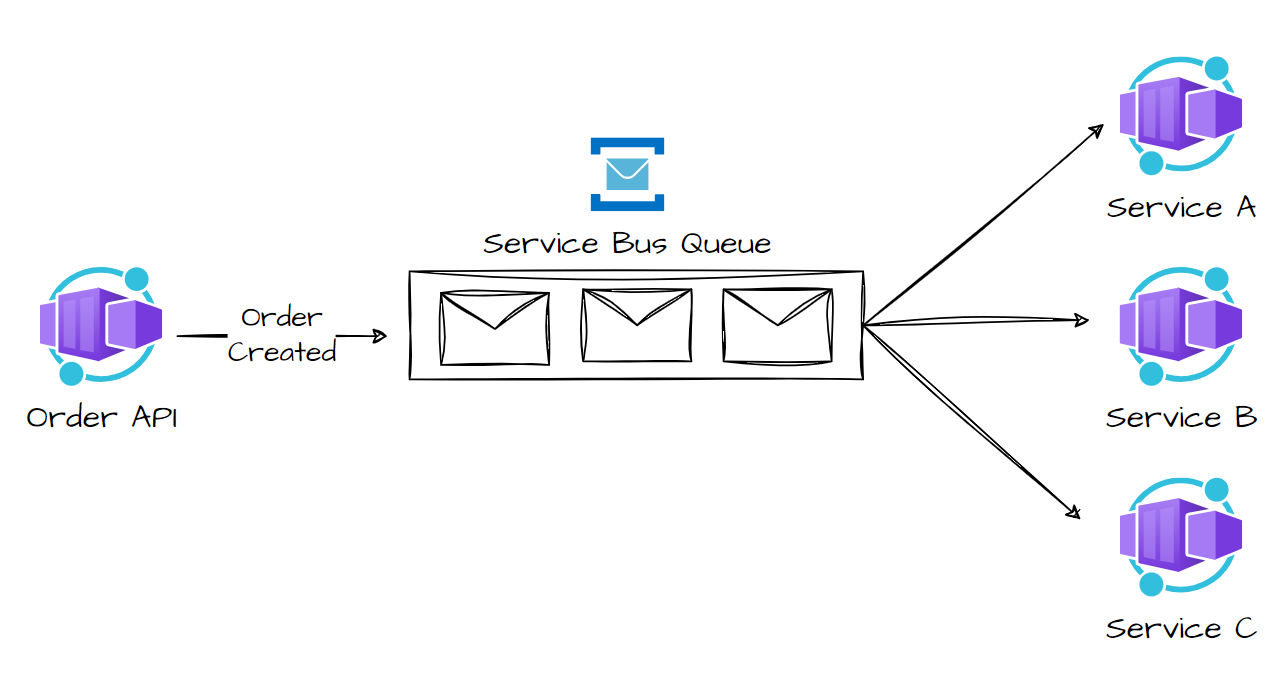 Service A
Service Bus Queue
Order
Created
Order API
Service B
Service C